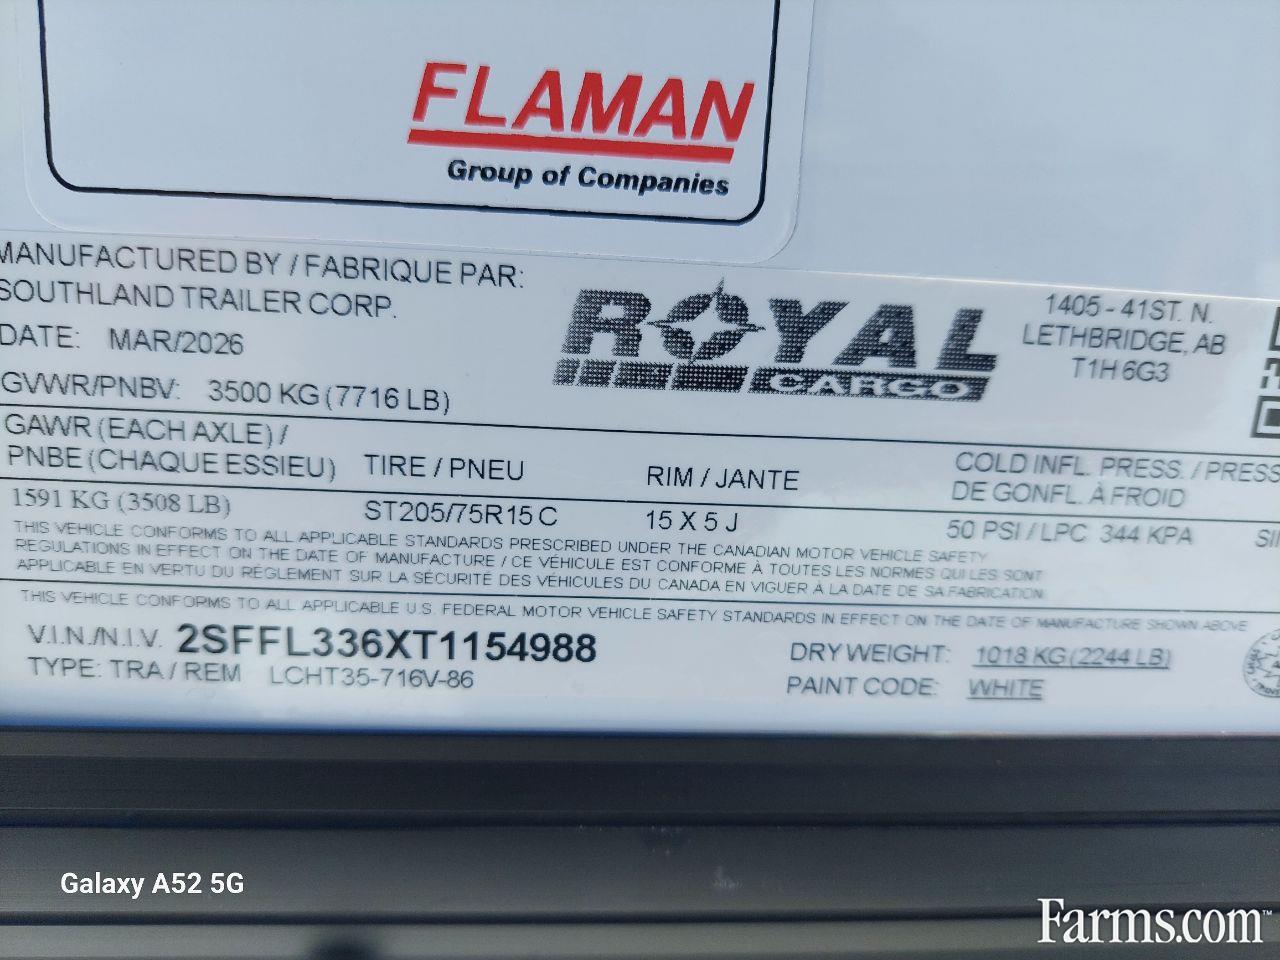 FLAMAN
Group of Companies
MANUFACTURED BY / FABRIQUE PAR:
SOUTHLAND TRAILER CORP.
DATE: MAR/2026
ROYAL
CARGO
1405 - 41ST. N.
LETHBRIDGE, AB
T1H 6G3
GVWR/PNBV: 3500 KG (7716 LB)
GAWR (EACH AXLE) /
PNBE (CHAQUE ESSIEU)
TIRE / PNEU
RIM / JANTE
COLD INFL. PRESS. / PRESS
DE GONFL. À FROID
1591 KG (3508 LB)
ST205/75R15 C
15 X 5 J
50 PSI / LPC 344 KPA
THIS VEHICLE CONFORMS TO ALL APPLICABLE STANDARDS PRESCRIBED UNDER THE CANADIAN MOTOR VEHICLE SAFETY
REGULATIONS IN EFFECT ON THE DATE OF MANUFACTURE / CE VÉHICULE EST CONFORME À TOUTES LES NORMES QUI LES SONT
APPLICABLE EN VERTU DU RÉGLEMENT SUR LA SÉCURITÉ DES VÉHICULES DU CANADA EN VIGUER À LA DATE DE SA FABRICATION
THIS VEHICLE CONFORMS TO ALL APPLICABLE U.S. FEDERAL MOTOR VEHICLE SAFETY STANDARDS IN EFFECT ON THE DATE OF MANUFACTURE SHOWN ABOVE
V.I.N./N.I.V. 2SFFL336XT1154988
DRY WEIGHT: 1018 KG (2244 LB)
TYPE: TRA / REM LCHT35-716V-86
PAINT CODE: WHITE
Galaxy A52 5G
Farms.com™